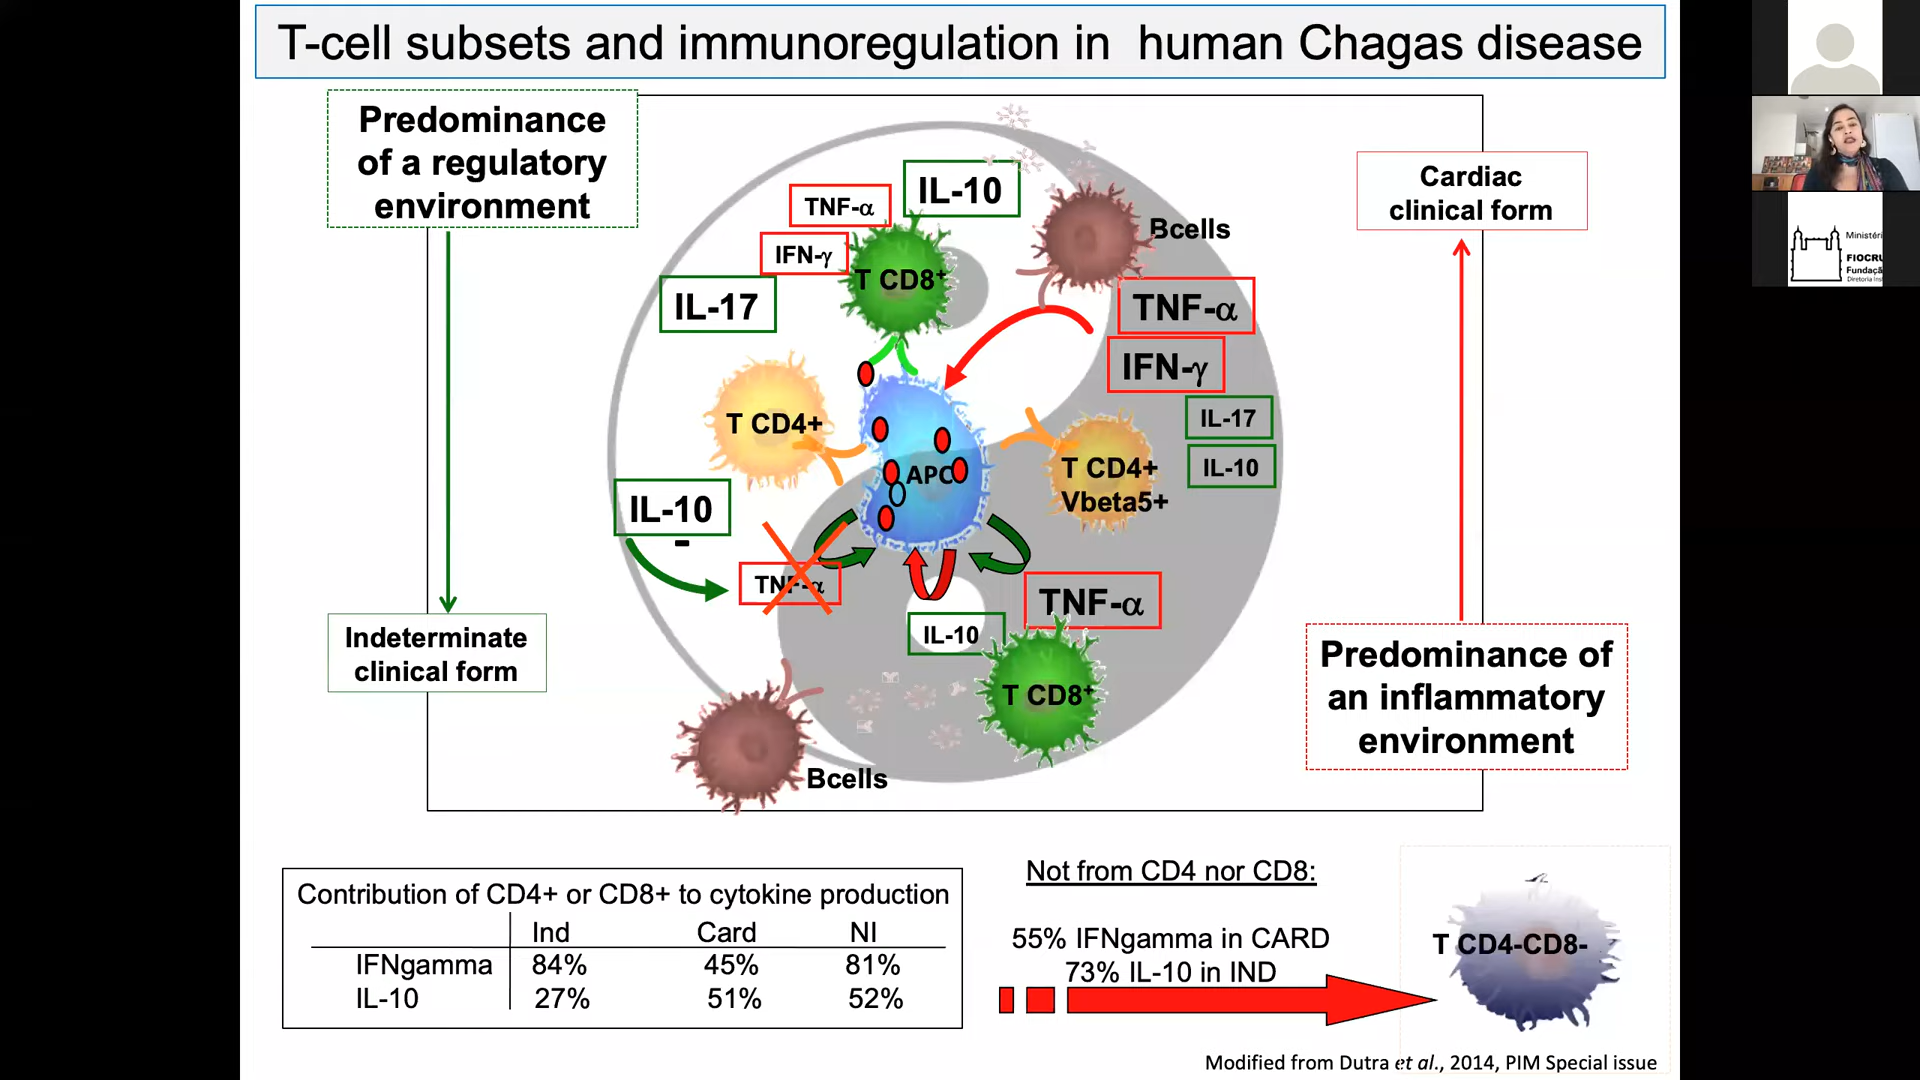 T-cell subsets and immunoregulation in human Chagas disease
Predominance
of a regulatory
environment
Indeterminate
clinical form
TNF-α
IL-10
IFN-γ
IL-17
T CD8+
Bcells
TNF-α
IFN-γ
IL-17
IL-10
T CD4+
T CD4+
Vbeta5+
APC
IL-10
-
TNF-α
IL-10
TNF-α
T CD8+
Bcells
Cardiac
clinical form
Predominance of
an inflammatory
environment
Contribution of CD4+ or CD8+ to cytokine production
Ind Card NI
IFNgamma 84% 45% 81%
IL-10 27% 51% 52%
Not from CD4 nor CD8:
55% IFNgamma in CARD
73% IL-10 in IND
T CD4-CD8-
Modified from Dutra et al., 2014, PIM Special issue
Ministéri
FIOCRU
Fundaçã
Diretoria Ins